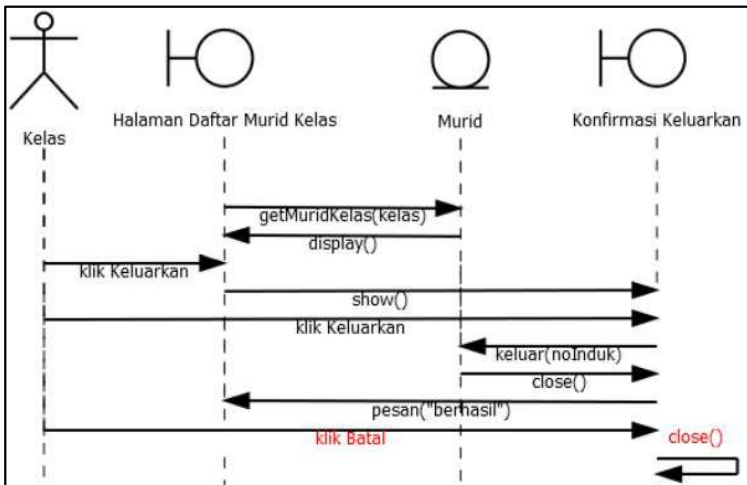 Kelas
Halaman Daftar Murid Kelas
Murid
Konfirmasi Keluarkan
getMuridKelas(kelas)
display()
klik Keluarkan
show()
klik Keluarkan
keluar(noInduk)
close()
pesan("berhasil")
klik Batal
close()